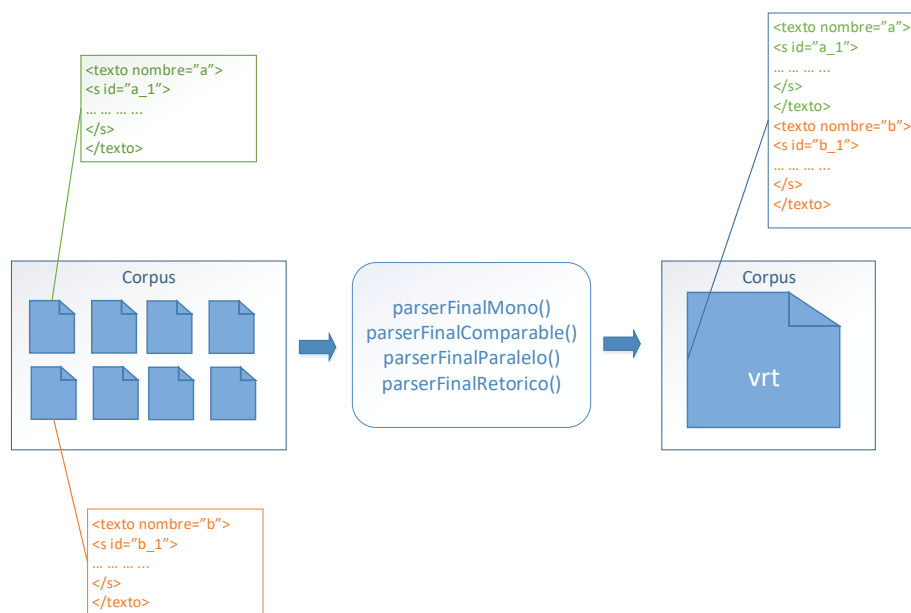 <texto nombre="a">
<s id="a_1">
… … … ...
</s>
</texto>
Corpus
<texto nombre="b">
<s id="b_1">
… … … ...
</s>
</texto>
parserFinalMono()
parserFinalComparable()
parserFinalParalelo()
parserFinalRetorico()
<texto nombre="a">
<s id="a_1">
… … … ...
</s>
</texto>
<texto nombre="b">
<s id="b_1">
… … … ...
</s>
</texto>
Corpus
vrt